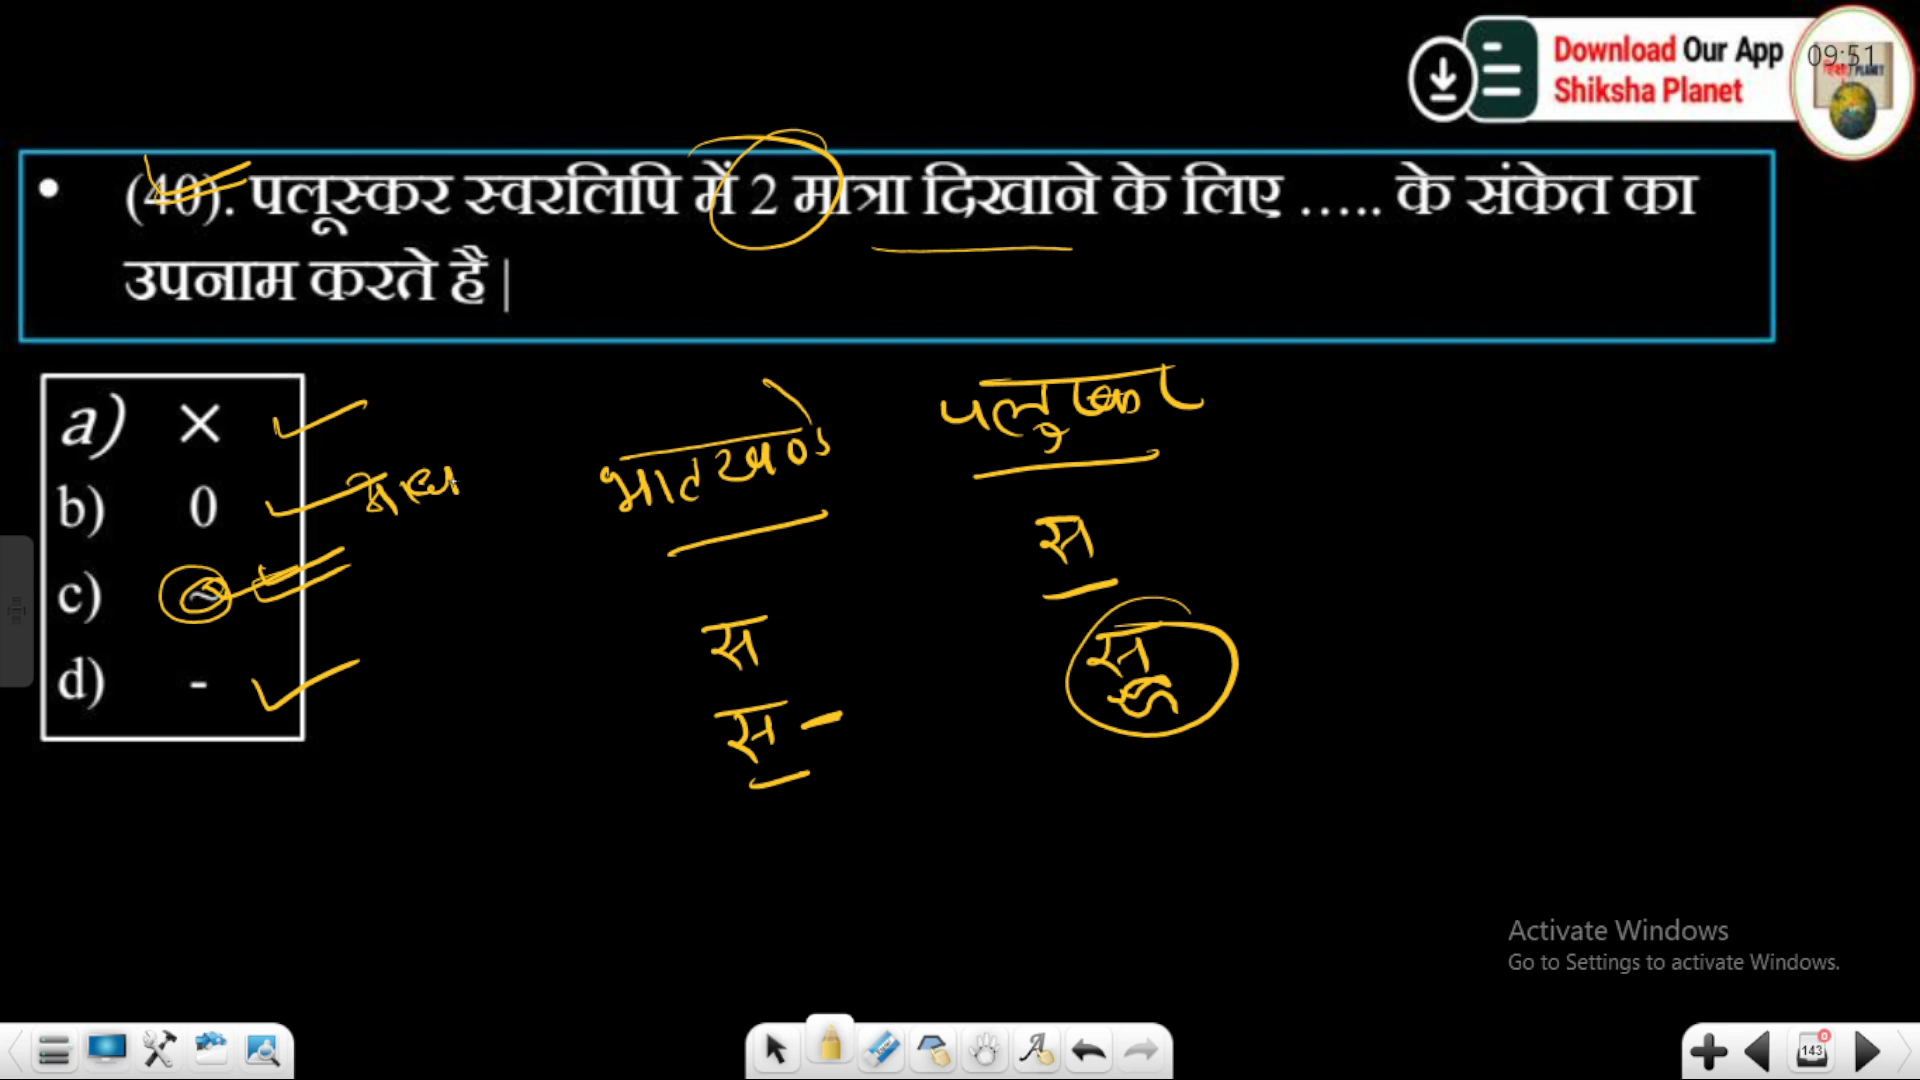 Download Our App
Shiksha Planet
09:51
• (40). पलूस्कर स्वरलिपि में 2 मात्रा दिखाने के लिए ….. के संकेत का
उपनाम करते है |
a) ×
b) 0
c) ~
d) -
पलुस्कर
स
स
स
स -
Activate Windows
Go to Settings to activate Windows.
143